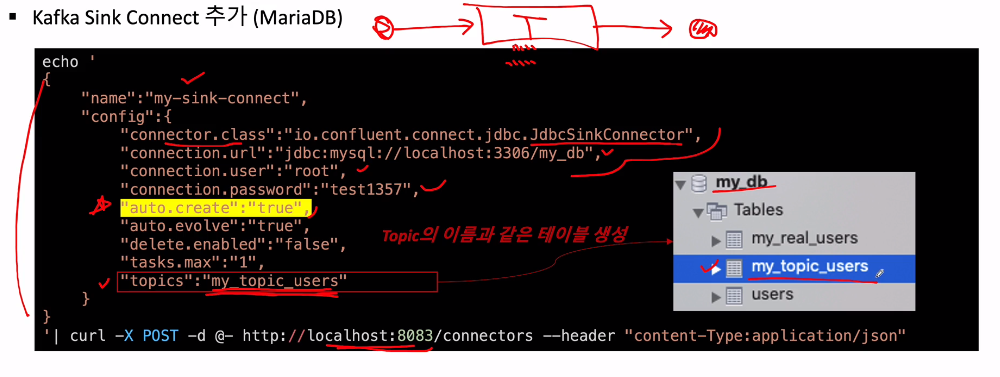 ▪ Kafka Sink Connect 추가 (MariaDB)
echo '
{
"name":"my-sink-connect",
"config":{
"connector.class":"io.confluent.connect.jdbc.JdbcSinkConnector",
"connection.url":"jdbc:mysql://localhost:3306/my_db",
"connection.user":"root",
"connection.password":"test1357",
"auto.create":"true",
"auto.evolve":"true",
"delete.enabled":"false",
"tasks.max":"1",
"topics":"my_topic_users"
}
}
'| curl -X POST -d @- http://localhost:8083/connectors --header "content-Type:application/json"
Topic의 이름과 같은 테이블 생성
my_db
Tables
my_real_users
my_topic_users
users